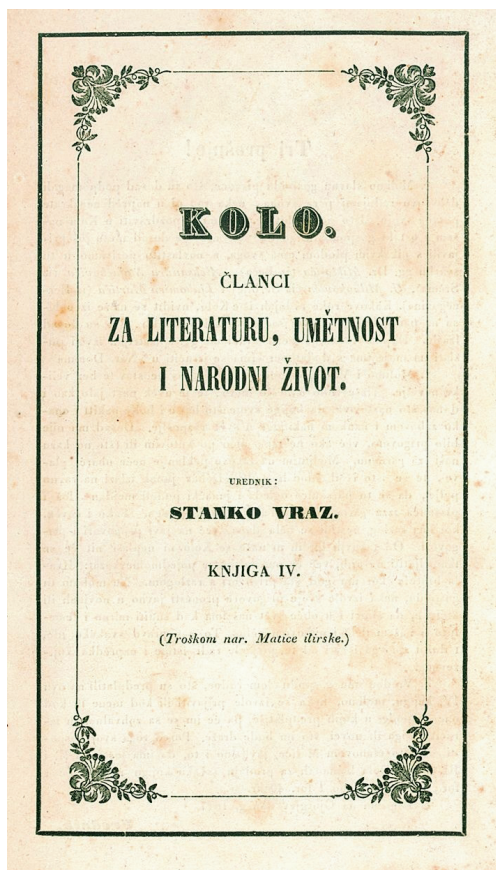 KOLO.
ČLANCI
ZA LITERATURU, UMĚTNOST
I NARODNI ŽIVOT.
UREDNIK:
STANKO VRAZ.
KNJIGA IV.
(Troškom nar. Matice ilirske.)